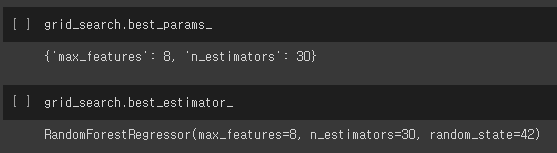 [ ] grid_search.best_params_
{'max_features': 8, 'n_estimators': 30}
[ ] grid_search.best_estimator_
RandomForestRegressor(max_features=8, n_estimators=30, random_state=42)